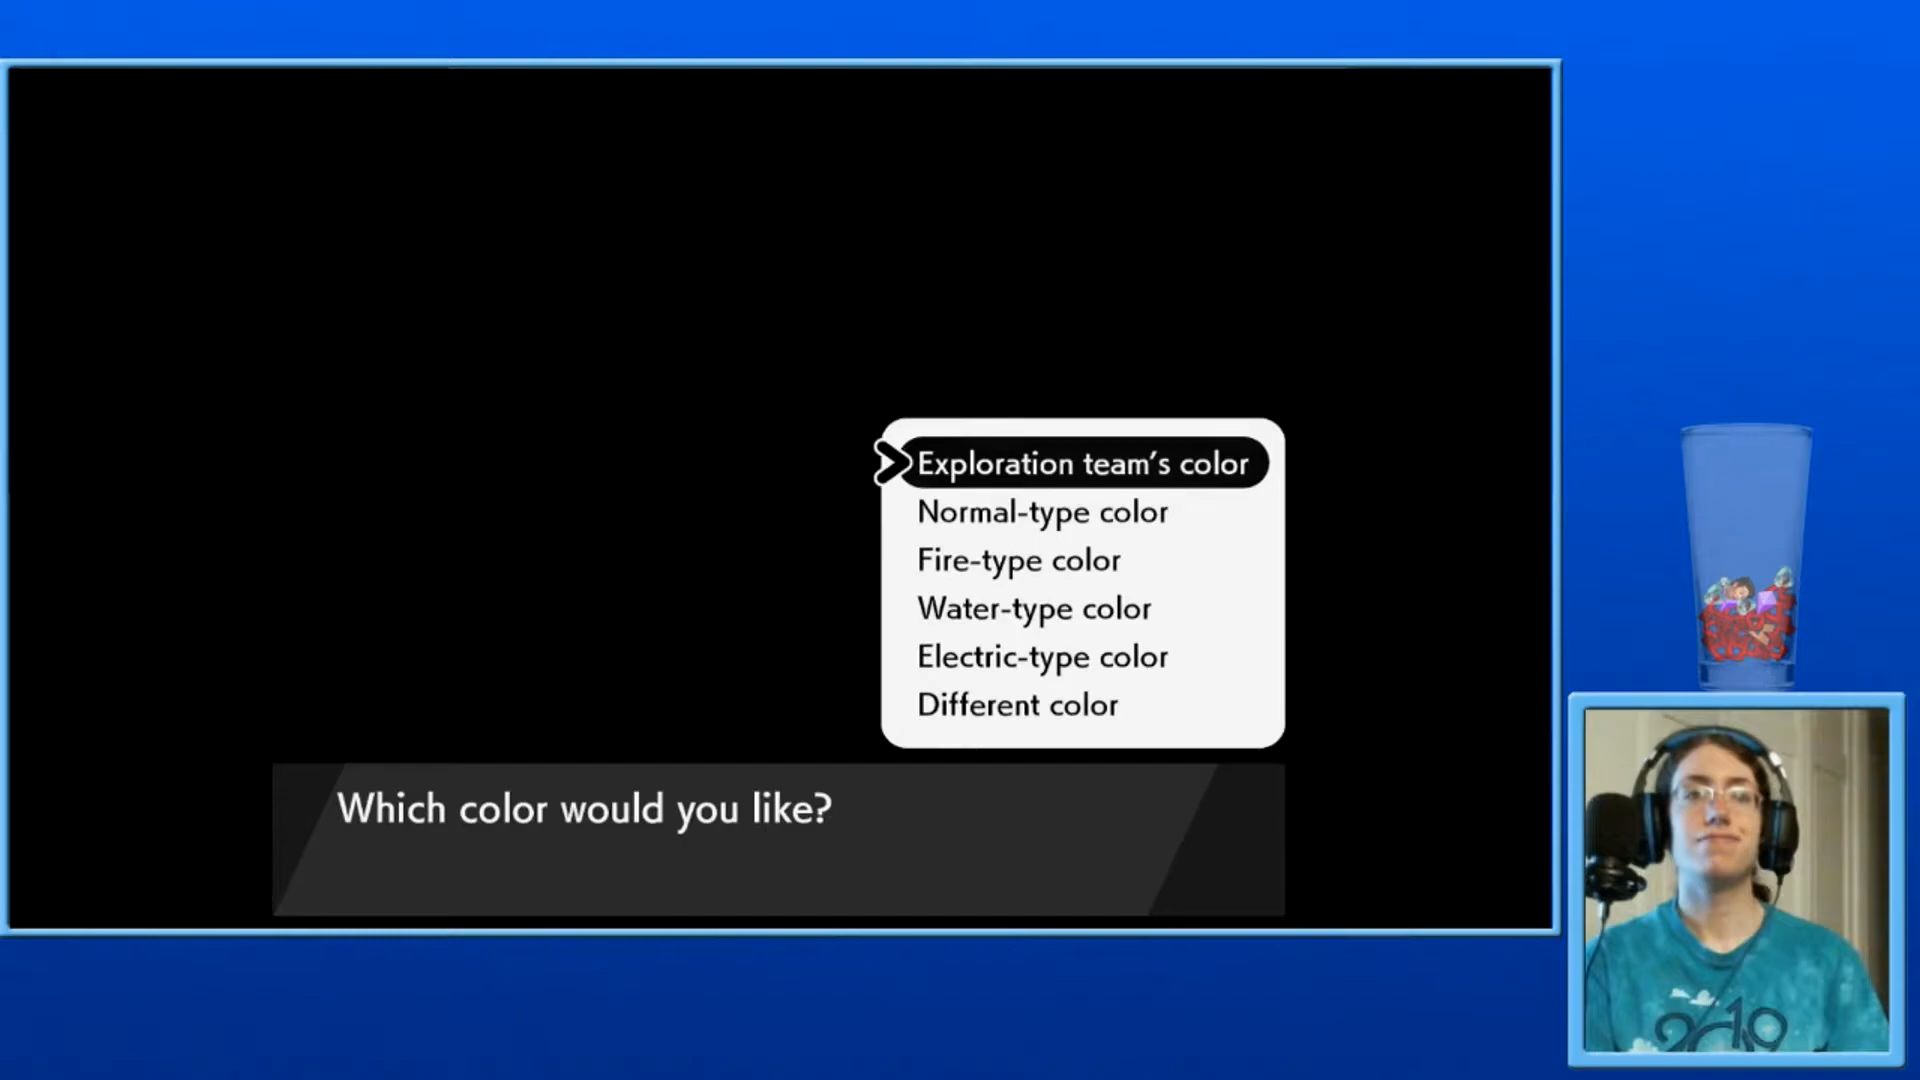 Exploration team's color
Normal-type color
Fire-type color
Water-type color
Electric-type color
Different color
Which color would you like?
2019